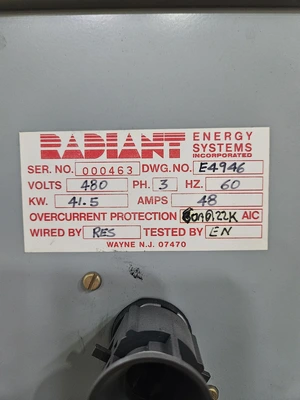 RADIANT ENERGY
SYSTEMS
INCORPORATED
SER. NO. 000463 DWG. NO. E4946
VOLTS 480 PH. 3 HZ. 60
KW. 41.5 AMPS 48
OVERCURRENT PROTECTION 22K AIC
WIRED BY RES TESTED BY EN
WAYNE N.J. 07470